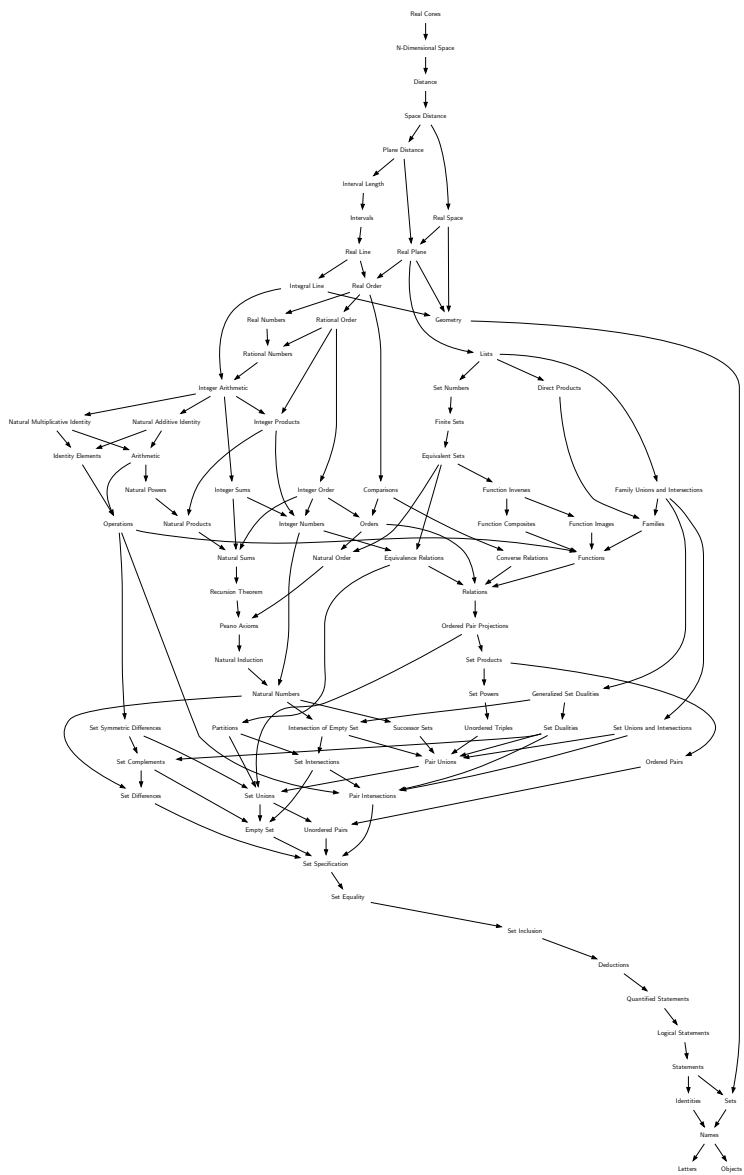 Real Cones
N-Dimensional Space
Distance
Space Distance
Plane Distance
Interval Length
Intervals
Real Space
Real Line
Real Plane
Integral Line
Real Order
Real Numbers
Rational Order
Geometry
Rational Numbers
Lists
Integer Arithmetic
Set Numbers
Direct Products
Natural Multiplicative Identity
Natural Additive Identity
Integer Products
Finite Sets
Identity Elements
Arithmetic
Equivalent Sets
Natural Powers
Integer Sums
Integer Order
Comparisons
Function Inverses
Family Unions and Intersections
Operations
Natural Products
Integer Numbers
Orders
Function Composites
Function Images
Families
Natural Sums
Natural Order
Equivalence Relations
Converse Relations
Functions
Recursion Theorem
Relations
Peano Axioms
Ordered Pair Projections
Natural Induction
Set Products
Natural Numbers
Set Powers
Generalized Set Dualities
Set Symmetric Differences
Partitions
Intersection of Empty Set
Successor Sets
Unordered Triples
Set Dualities
Set Unions and Intersections
Set Complements
Set Intersections
Pair Unions
Ordered Pairs
Set Differences
Set Unions
Pair Intersections
Empty Set
Unordered Pairs
Set Specification
Set Equality
Set Inclusion
Deductions
Quantified Statements
Logical Statements
Statements
Identities
Sets
Names
Letters
Objects